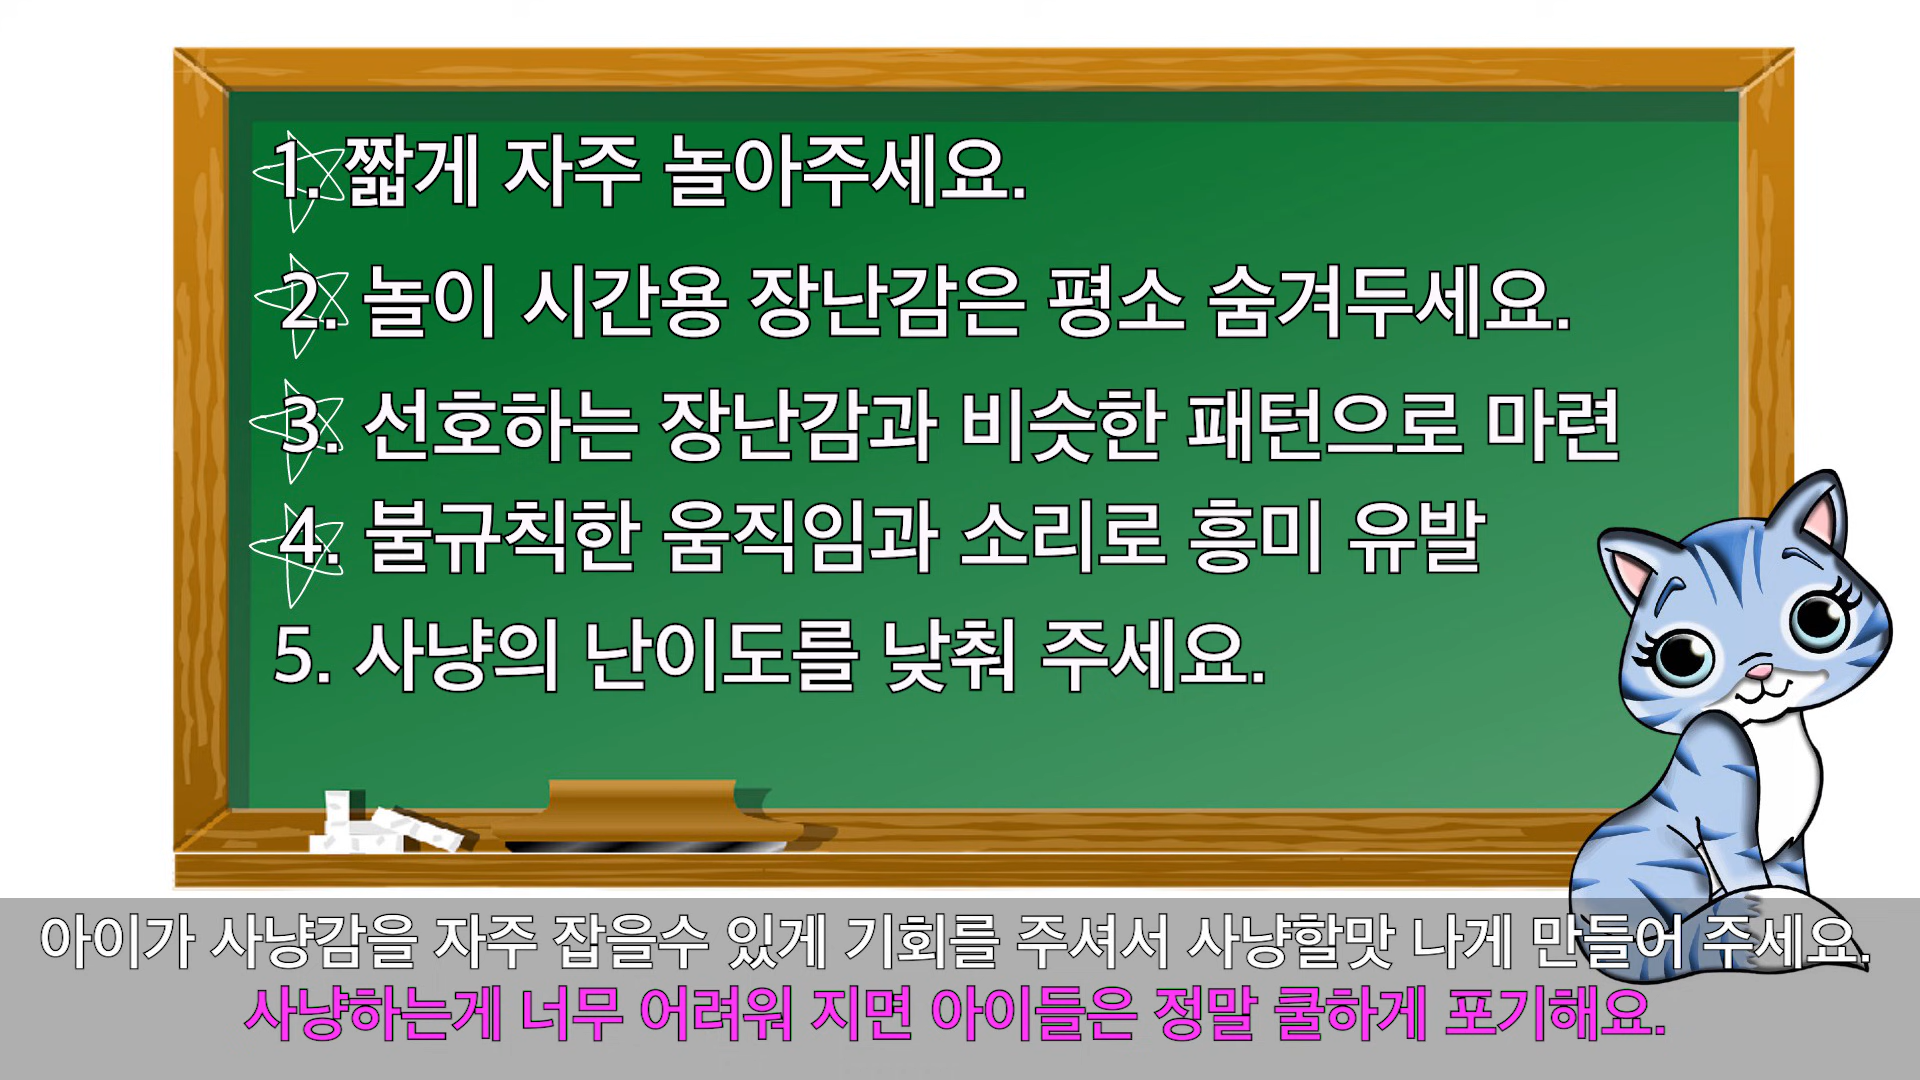 1. 짧게 자주 놀아주세요.
2. 놀이 시간용 장난감은 평소 숨겨두세요.
3. 선호하는 장난감과 비슷한 패턴으로 마련
4. 불규칙한 움직임과 소리로 흥미 유발
5. 사냥의 난이도를 낮춰 주세요.
아이가 사냥감을 자주 잡을수 있게 기회를 주셔서 사냥할맛 나게 만들어 주세요.
사냥하는게 너무 어려워 지면 아이들은 정말 쿨하게 포기해요.